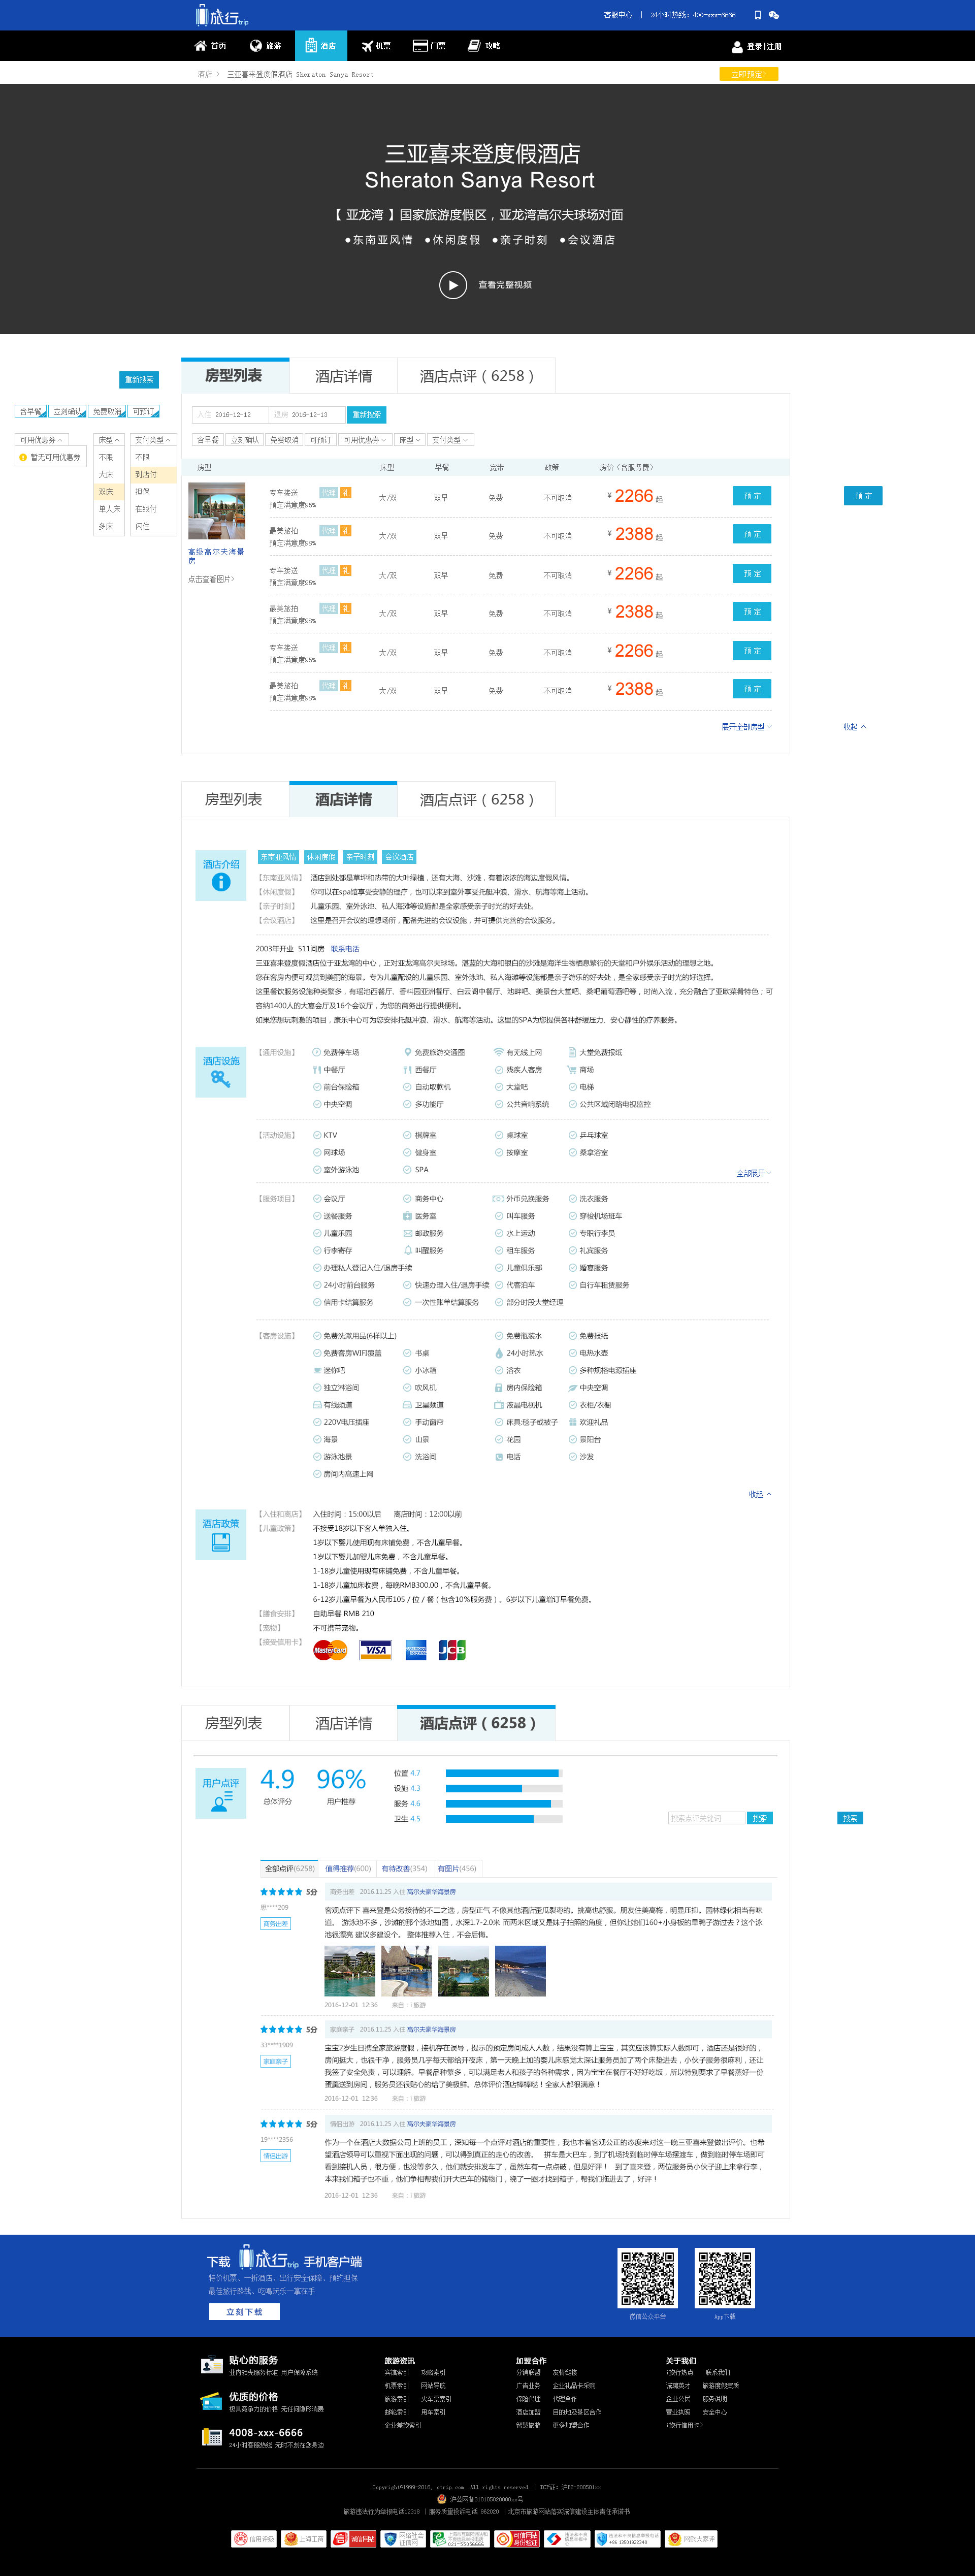 i旅行trip
客服中心 | 24小时热线：400-xxx-6666
首页 旅游 酒店 机票 门票 攻略 登录|注册
酒店 > 三亚喜来登度假酒店 Sheraton Sanya Resort 立即预定>
三亚喜来登度假酒店
Sheraton Sanya Resort
【 亚龙湾 】国家旅游度假区，亚龙湾高尔夫球场对面
●东南亚风情 ●休闲度假 ●亲子时刻 ●会议酒店
查看完整视频
重新搜索
含早餐 立刻确认 免费取消 可预订
可用优惠券 床型 支付类型
暂无可用优惠券
不限 不限
大床 到店付
双床 担保
单人床 在线付
多床 闪住
房型列表 酒店详情 酒店点评（6258）
入住 2016-12-12 退房 2016-12-13 重新搜索
含早餐 立刻确认 免费取消 可预订 可用优惠券 床型 支付类型
房型 床型 早餐 宽带 政策 房价（含服务费）
专车接送 代理 礼 大/双 双早 免费 不可取消 ¥ 2266 起 预 定 预 定
预定满意度95%
最美旅拍 代理 礼 大/双 双早 免费 不可取消 ¥ 2388 起 预 定
预定满意度98%
高级高尔夫海景房
点击查看图片>
专车接送 代理 礼 大/双 双早 免费 不可取消 ¥ 2266 起 预 定
预定满意度95%
最美旅拍 代理 礼 大/双 双早 免费 不可取消 ¥ 2388 起 预 定
预定满意度98%
专车接送 代理 礼 大/双 双早 免费 不可取消 ¥ 2266 起 预 定
预定满意度95%
最美旅拍 代理 礼 大/双 双早 免费 不可取消 ¥ 2388 起 预 定
预定满意度98%
展开全部房型 收起
房型列表 酒店详情 酒店点评（6258）
酒店介绍
东南亚风情 休闲度假 亲子时刻 会议酒店
【东南亚风情】 酒店到处都是草坪和热带的大叶绿植，还有大海、沙滩，有着浓浓的海边度假风情。
【休闲度假】 你可以在spa馆享受安静的理疗，也可以来到室外享受托艇冲浪、滑水、航海等海上活动。
【亲子时刻】 儿童乐园、室外泳池、私人海滩等设施都是全家感受亲子时光的好去处。
【会议酒店】 这里是召开会议的理想场所，配备先进的会议设施，并可提供完善的会议服务。
2003年开业 511间房 联系电话
三亚喜来登度假酒店位于亚龙湾的中心，正对亚龙湾高尔夫球场。湛蓝的大海和银白的沙滩是海洋生物栖息繁衍的天堂和户外娱乐活动的理想之地。
您在客房内便可观赏到美丽的海景。专为儿童配设的儿童乐园、室外泳池、私人海滩等设施都是亲子游乐的好去处，是全家感受亲子时光的好选择。
这里餐饮服务设施种类繁多，有瑶池西餐厅、香料园亚洲餐厅、白云阁中餐厅、池畔吧、美景台大堂吧、桑吧葡萄酒吧等，时尚入流，充分融合了亚欧菜肴特色；可
容纳1400人的大宴会厅及16个会议厅，为您的商务出行提供便利。
如果您想玩刺激的项目，康乐中心可为您安排托艇冲浪、滑水、航海等活动。这里的SPA为您提供各种舒缓压力、安心静性的疗养服务。
酒店设施
【通用设施】 免费停车场 免费旅游交通图 有无线上网 大堂免费报纸
中餐厅 西餐厅 残疾人客房 商场
前台保险箱 自动取款机 大堂吧 电梯
中央空调 多功能厅 公共音响系统 公共区域闭路电视监控
【活动设施】 KTV 棋牌室 桌球室 乒乓球室
网球场 健身室 按摩室 桑拿浴室
室外游泳池 SPA
全部展开
【服务项目】 会议厅 商务中心 外币兑换服务 洗衣服务
送餐服务 医务室 叫车服务 穿梭机场班车
儿童乐园 邮政服务 水上运动 专职行李员
行李寄存 叫醒服务 租车服务 礼宾服务
办理私人登记入住/退房手续 儿童俱乐部 婚宴服务
24小时前台服务 快速办理入住/退房手续 代客泊车 自行车租赁服务
信用卡结算服务 一次性账单结算服务 部分时段大堂经理
【客房设施】 免费洗漱用品(6样以上) 免费瓶装水 免费报纸
免费客房WIFI覆盖 书桌 24小时热水 电热水壶
迷你吧 小冰箱 浴衣 多种规格电源插座
独立淋浴间 吹风机 房内保险箱 中央空调
有线频道 卫星频道 液晶电视机 衣柜/衣橱
220V电压插座 手动窗帘 床具:毯子或被子 欢迎礼品
海景 山景 花园 景阳台
游泳池景 洗浴间 电话 沙发
房间内高速上网
收起
酒店政策
【入住和离店】 入住时间：15:00以后 离店时间：12:00以前
【儿童政策】 不接受18岁以下客人单独入住。
1岁以下婴儿使用现有床铺免费，不含儿童早餐。
1岁以下婴儿加婴儿床免费，不含儿童早餐。
1-18岁儿童使用现有床铺免费，不含儿童早餐。
1-18岁儿童加床收费，每晚RMB300.00，不含儿童早餐。
6-12岁儿童早餐为人民币105 / 位 / 餐（包含10%服务费）。6岁以下儿童增订早餐免费。
【膳食安排】 自助早餐 RMB 210
【宠物】 不可携带宠物。
【接受信用卡】 MasterCard VISA AMERICAN EXPRESS JCB
房型列表 酒店详情 酒店点评（6258）
用户点评
4.9 96%
总体评分 用户推荐
位置 4.7
设施 4.3
服务 4.6
卫生 4.5
搜索点评关键词 搜索 搜索
全部点评(6258) 值得推荐(600) 有待改善(354) 有图片(456)
5分 商务出差 2016.11.25 入住 高尔夫豪华海景房
思****209
商务出差
客观点评下 喜来登是公务接待的不二之选，房型正气 不像其他酒店歪瓜裂枣的。挑高也舒服。朋友住美高梅，明显压抑。园林绿化相当有味
道。 游泳池不多，沙滩的那个泳池如图，水深1.7-2.0米 而两米区域又是妹子拍照的角度，但你让她们160+小身板的草鸭子游过去？这个泳
池很漂亮 建议多建设个。 整体推荐入住，不会后悔。
2016-12-01 12:36 来自：i 旅游
5分 家庭亲子 2016.11.25 入住 高尔夫豪华海景房
33****1909
家庭亲子
宝宝2岁生日携全家旅游度假，接机存在误导，提示的预定房间成人人数，结果没有算上宝宝，其实应该算实际人数即可，酒店还是很好的，
房间挺大，也很干净，服务员几乎每天都给开夜床，第一天晚上加的婴儿床感觉太深让服务员加了两个床垫进去，小伙子服务很麻利，还让
我签了安全免责，可以理解。早餐品种繁多，可以满足老人和孩子的各种需求，因为宝宝在餐厅不好好吃饭，所以特别要求了早餐蒸好一份
蛋羹送到房间，服务员还很贴心的给了美极鲜。总体评价酒店棒棒哒！全家人都很满意！
2016-12-01 12:36 来自：i 旅游
5分 情侣出游 2016.11.25 入住 高尔夫豪华海景房
19****2356
情侣出游
作为一个在酒店大数据公司上班的员工，深知每一个点评对酒店的重要性，我也本着客观公正的态度来对这一晚三亚喜来登做出评价。也希
望酒店领导可以重视下面出现的问题，可以得到真正的走心的改善。 打车是大巴车，到了机场找到临时停车场摆渡车，做到临时停车场即可
看到接机人员，很方便，也没等多久，他们就安排发车了，虽然车有一点点破，但是好评！ 到了喜来登，两位服务员小伙子迎上来拿行李，
本来我们箱子也不重，他们争相帮我们开大巴车的储物门，绕了一圈才找到箱子，帮我们拖进去了，好评！
2016-12-01 12:36 来自：i 旅游
下载 i旅行trip 手机客户端
特价机票、一折酒店、出行安全保障、预约担保
最佳旅行路线、吃喝玩乐一掌在手
立刻下载
微信公众平台 App下载
贴心的服务
业内领先服务标准 用户保障系统
优质的价格
极具竞争力的价格 无任何隐形消费
4008-xxx-6666
24小时客服热线 无时不刻在您身边
旅游资讯 加盟合作 关于我们
宾馆索引 攻略索引 分销联盟 友情链接 i旅行热点 联系我们
机票索引 网站导航 广告业务 企业礼品卡采购 诚聘英才 旅游度假资质
旅游索引 火车票索引 保险代理 代理合作 企业公民 服务说明
邮轮索引 用车索引 酒店加盟 目的地及景区合作 营业执照 安全中心
企业差旅索引 智慧旅游 更多加盟合作 i旅行信用卡>
Copyright©1999-2016, ctrip.com. All rights reserved. | ICP证: 沪B2-200501xx
沪公网备310105020000xx号
旅游违法行为举报电话12318 | 服务质量投诉电话 962020 | 北京市旅游网站落实诚信建设主体责任承诺书
信用评级 上海工商 诚信网站 网络社会征信网 021-55056666 可信网站 身份验证 +86 13501922340 网购大家评